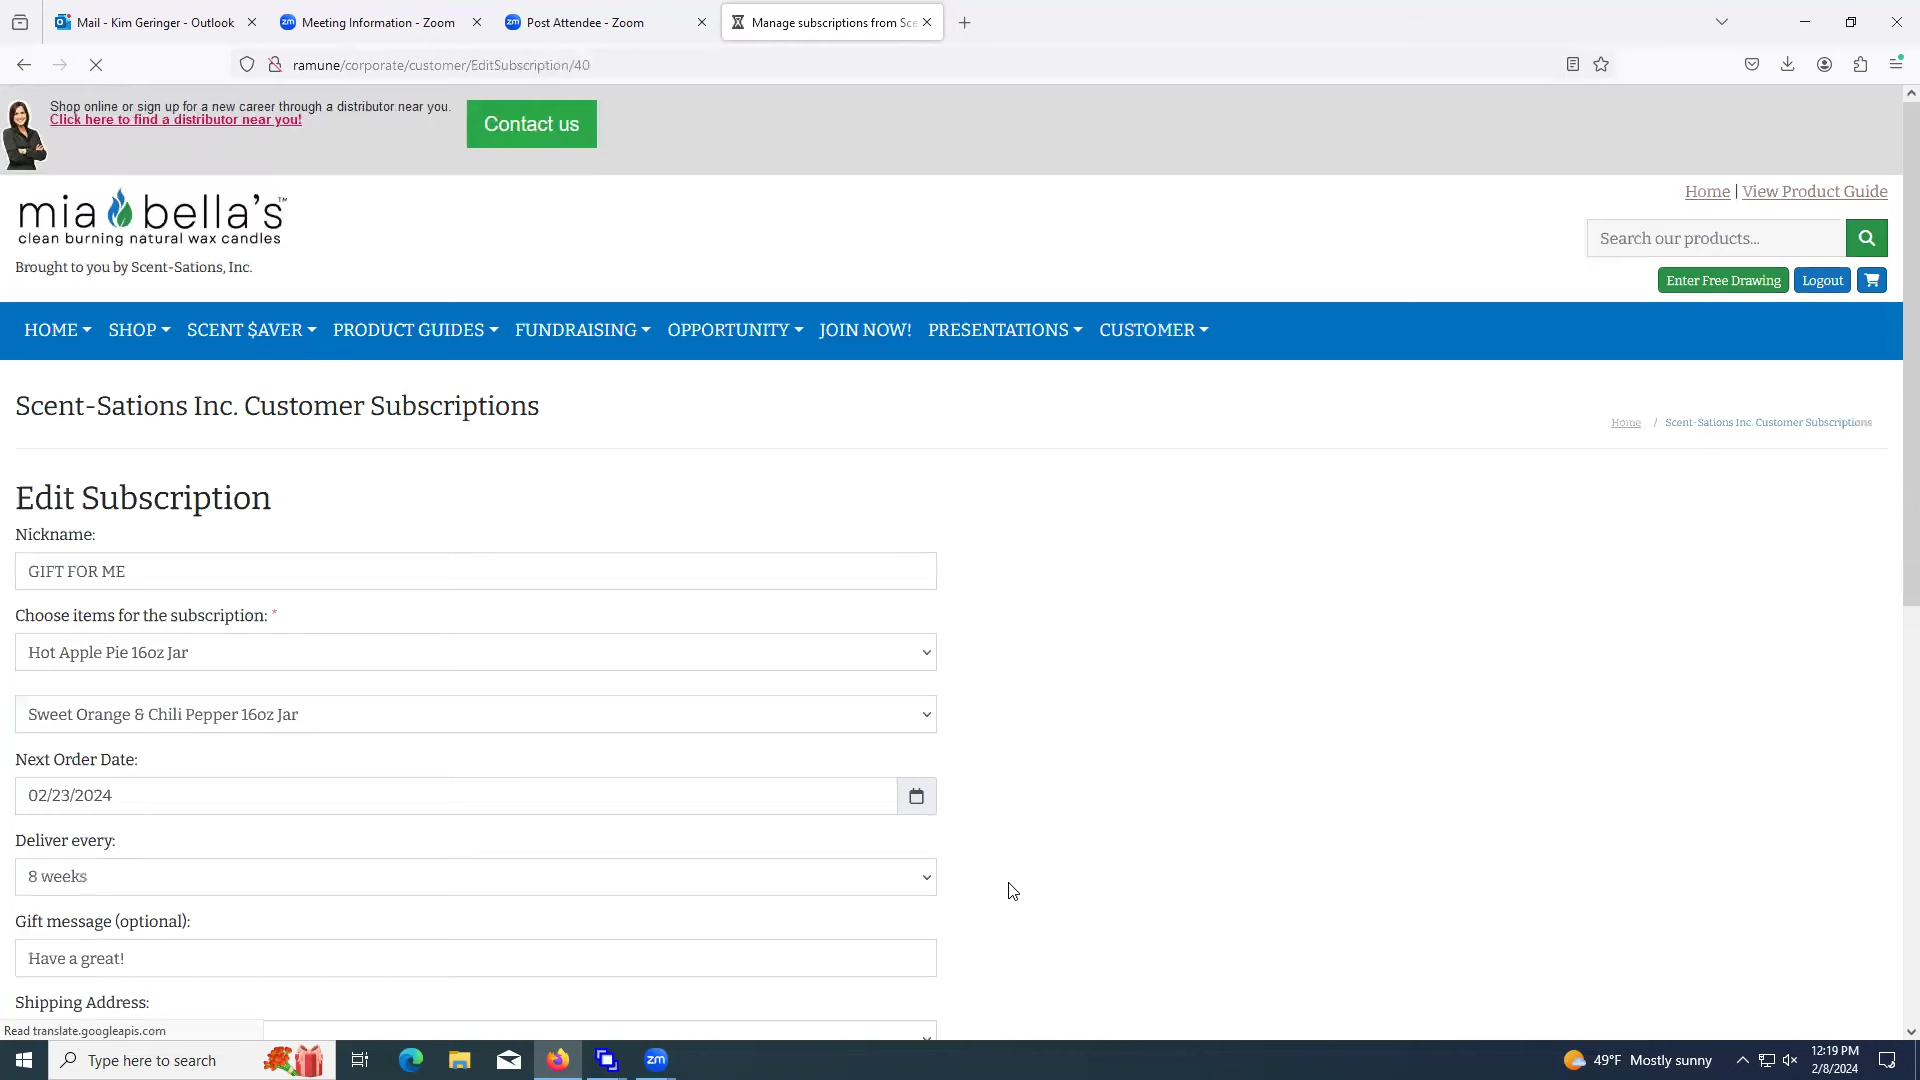 Mail - Kim Geringer - Outlook
Meeting Information - Zoom
Post Attendee - Zoom
Manage subscriptions from Sce
ramune/corporate/customer/EditSubscription/40
Shop online or sign up for a new career through a distributor near you.
Click here to find a distributor near you!
Contact us
mia bella's™
clean burning natural wax candles
Brought to you by Scent-Sations, Inc.
Home | View Product Guide
Search our products...
Enter Free Drawing
Logout
HOME SHOP SCENT $AVER PRODUCT GUIDES FUNDRAISING OPPORTUNITY JOIN NOW! PRESENTATIONS CUSTOMER
Scent-Sations Inc. Customer Subscriptions
Home / Scent-Sations Inc. Customer Subscriptions
Edit Subscription
Nickname:
GIFT FOR ME
Choose items for the subscription: *
Hot Apple Pie 16oz Jar
Sweet Orange & Chili Pepper 16oz Jar
Next Order Date:
02/23/2024
Deliver every:
8 weeks
Gift message (optional):
Have a great!
Shipping Address:
Read translate.googleapis.com
Type here to search
zm
49°F Mostly sunny
12:19 PM
2/8/2024